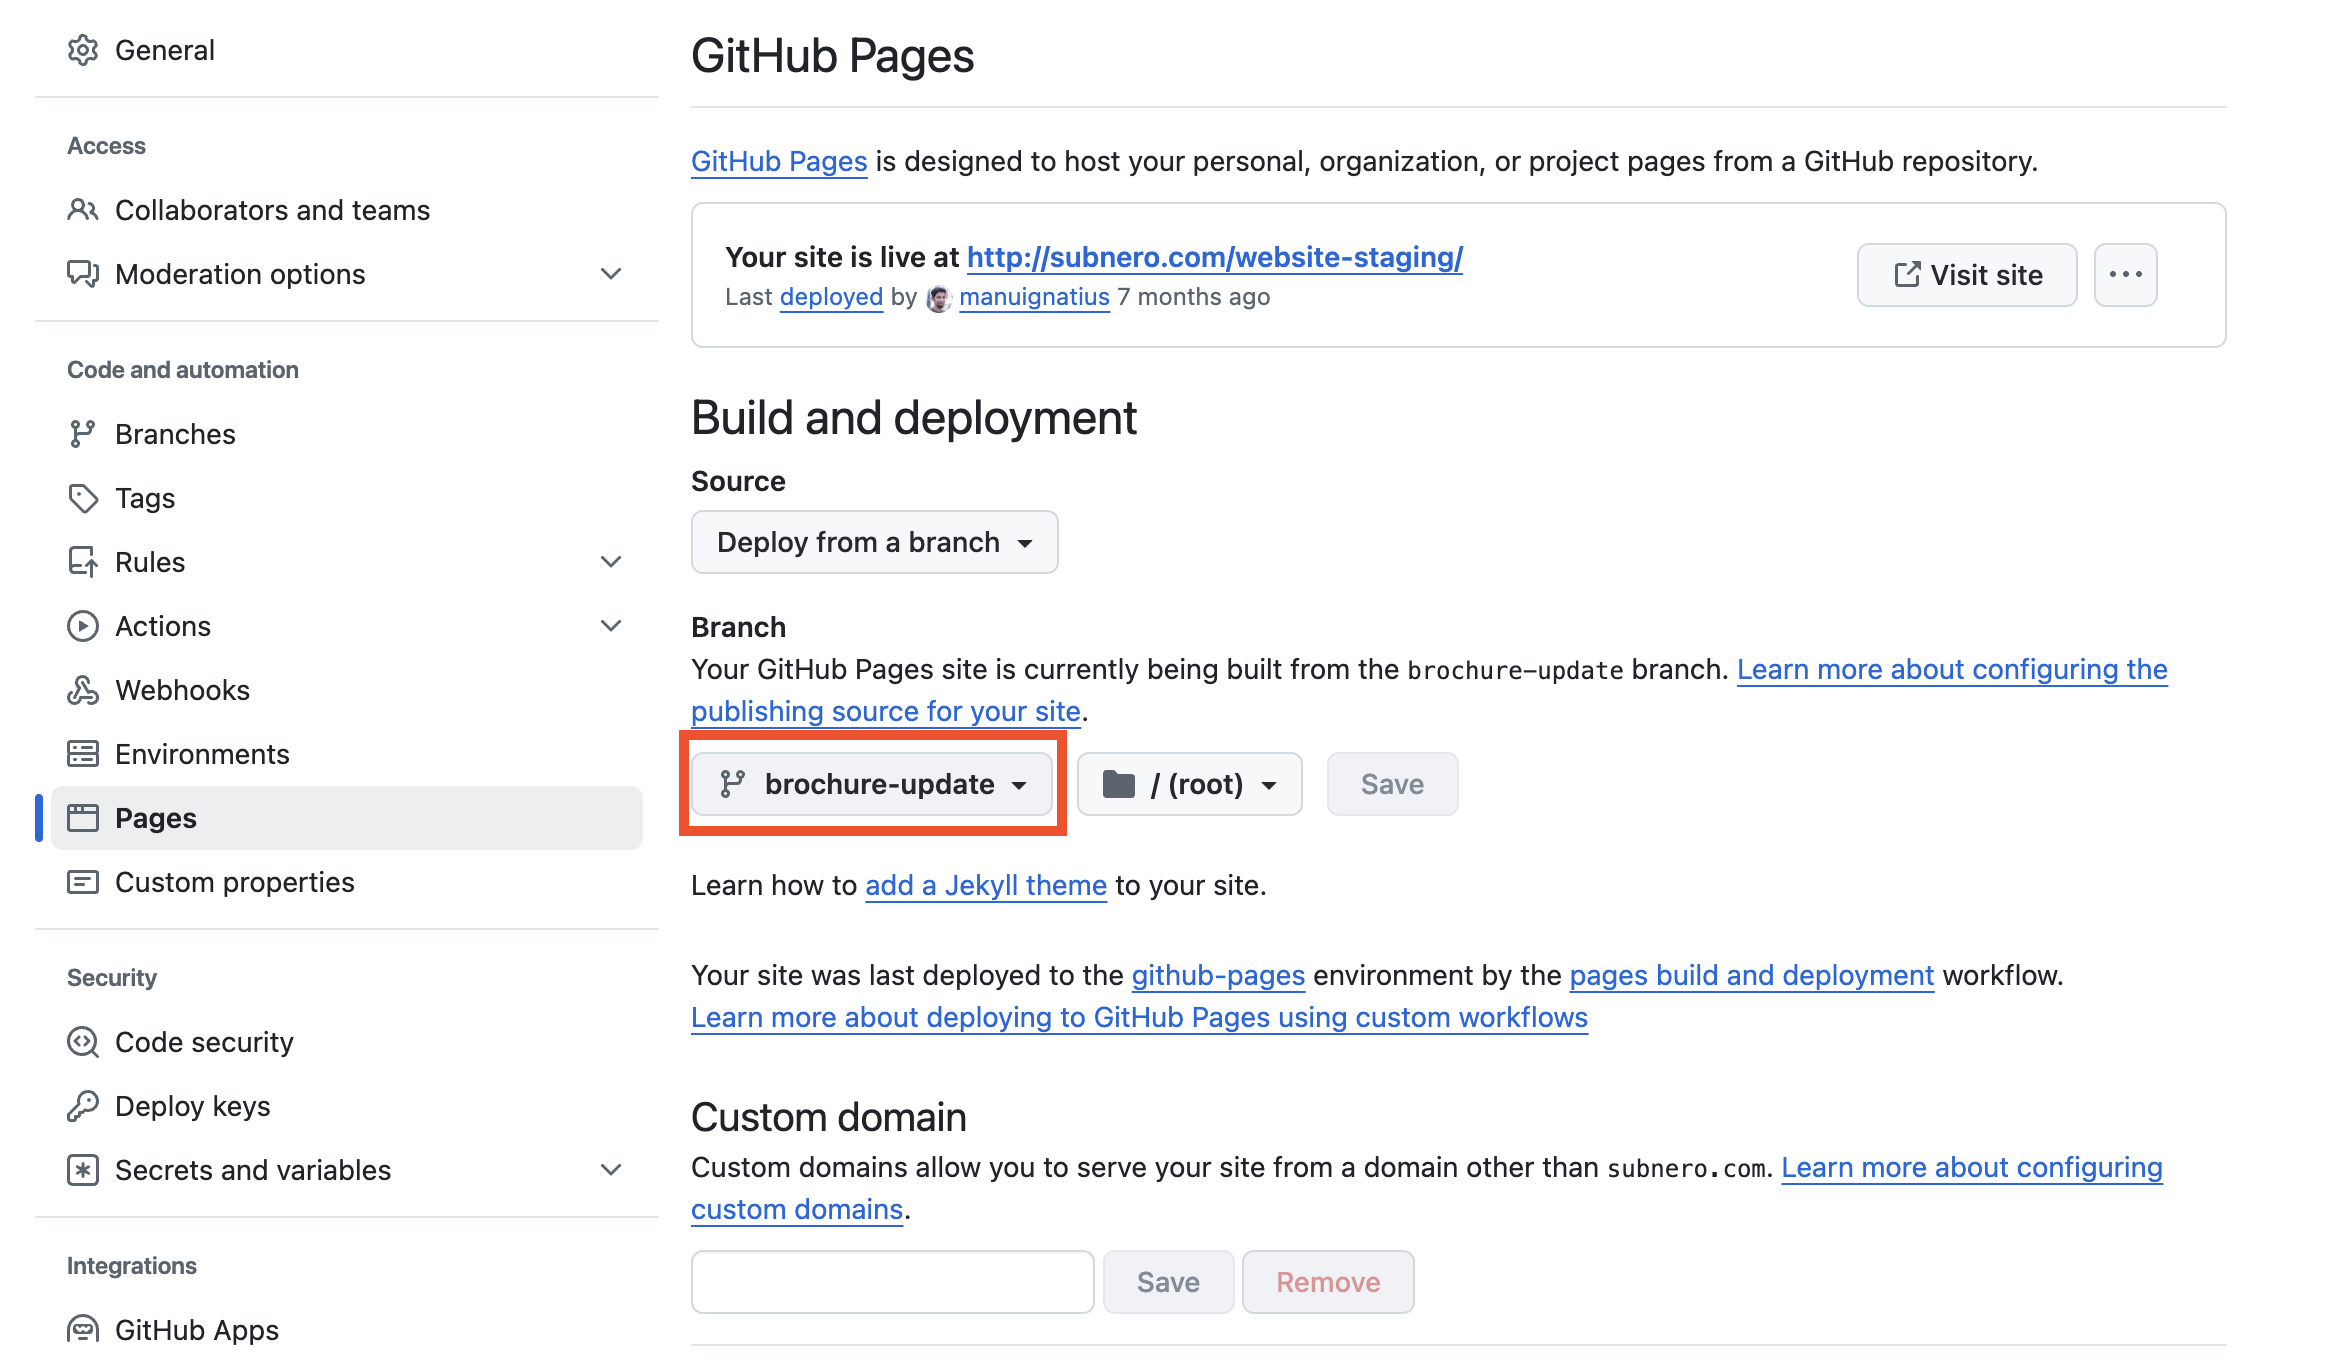 General
Access
Collaborators and teams
Moderation options
Code and automation
Branches
Tags
Rules
Actions
Webhooks
Environments
Pages
Custom properties
Security
Code security
Deploy keys
Secrets and variables
Integrations
GitHub Apps
GitHub Pages
GitHub Pages is designed to host your personal, organization, or project pages from a GitHub repository.
Your site is live at http://subnero.com/website-staging/
Last deployed by manuignatius 7 months ago
Visit site
Build and deployment
Source
Deploy from a branch
Branch
Your GitHub Pages site is currently being built from the brochure-update branch. Learn more about configuring the
publishing source for your site.
brochure-update / (root) Save
Learn how to add a Jekyll theme to your site.
Your site was last deployed to the github-pages environment by the pages build and deployment workflow.
Learn more about deploying to GitHub Pages using custom workflows
Custom domain
Custom domains allow you to serve your site from a domain other than subnero.com. Learn more about configuring
custom domains.
Save Remove